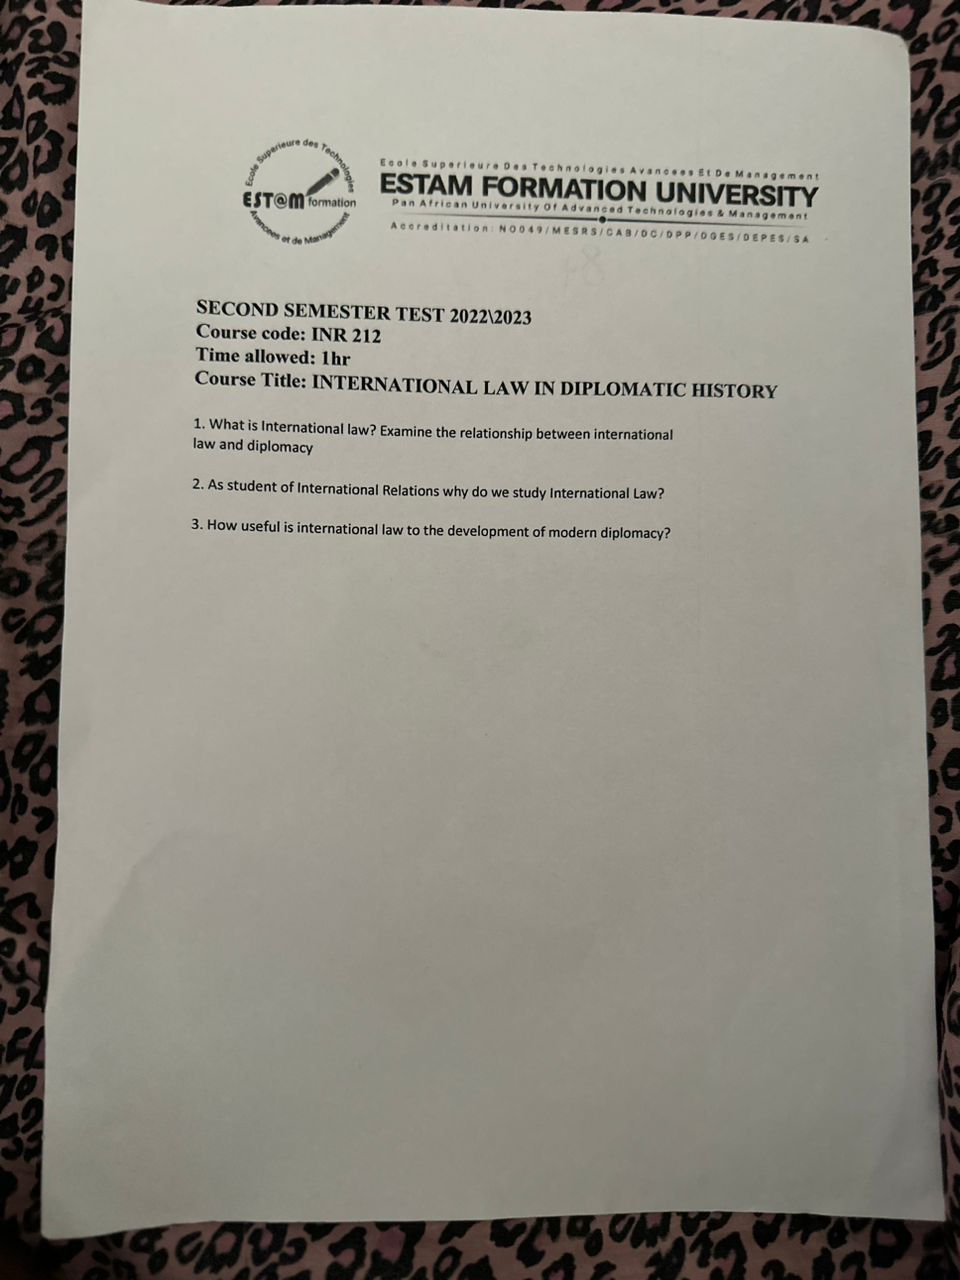 Ecole Superieure des Technologies
EST@M formation
Avancees et de Management
Ecole Superieure Des Technologies Avancees Et De Management
ESTAM FORMATION UNIVERSITY
Pan African University Of Advanced Technologies & Management
Accreditation: N0049/MESRS/CAB/DC/DPP/DGES/DEPES/SA
SECOND SEMESTER TEST 2022\2023
Course code: INR 212
Time allowed: 1hr
Course Title: INTERNATIONAL LAW IN DIPLOMATIC HISTORY
1. What is International law? Examine the relationship between international
law and diplomacy
2. As student of International Relations why do we study International Law?
3. How useful is international law to the development of modern diplomacy?